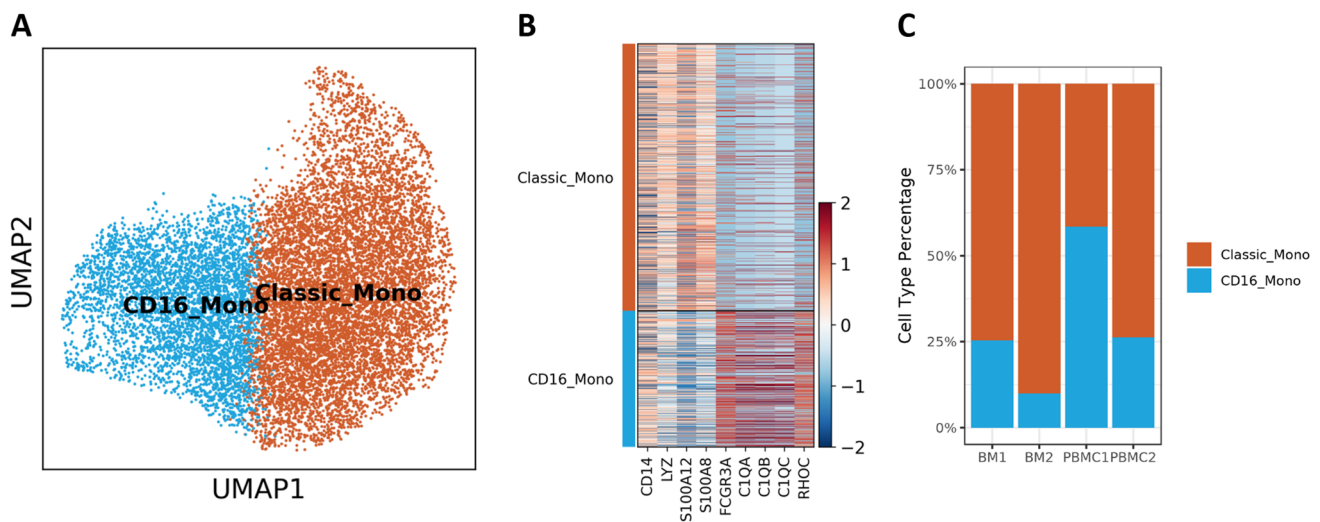 A
UMAP2
CD16_Mono
Classic_Mono
UMAP1
B
Classic_Mono
CD16_Mono
2
1
0
−1
−2
CD14
LYZ
S100A12
S100A8
FCGR3A
C1QA
C1QB
C1QC
RHOC
C
Cell Type Percentage
100%
75%
50%
25%
0%
BM1
BM2
PBMC1
PBMC2
Classic_Mono
CD16_Mono